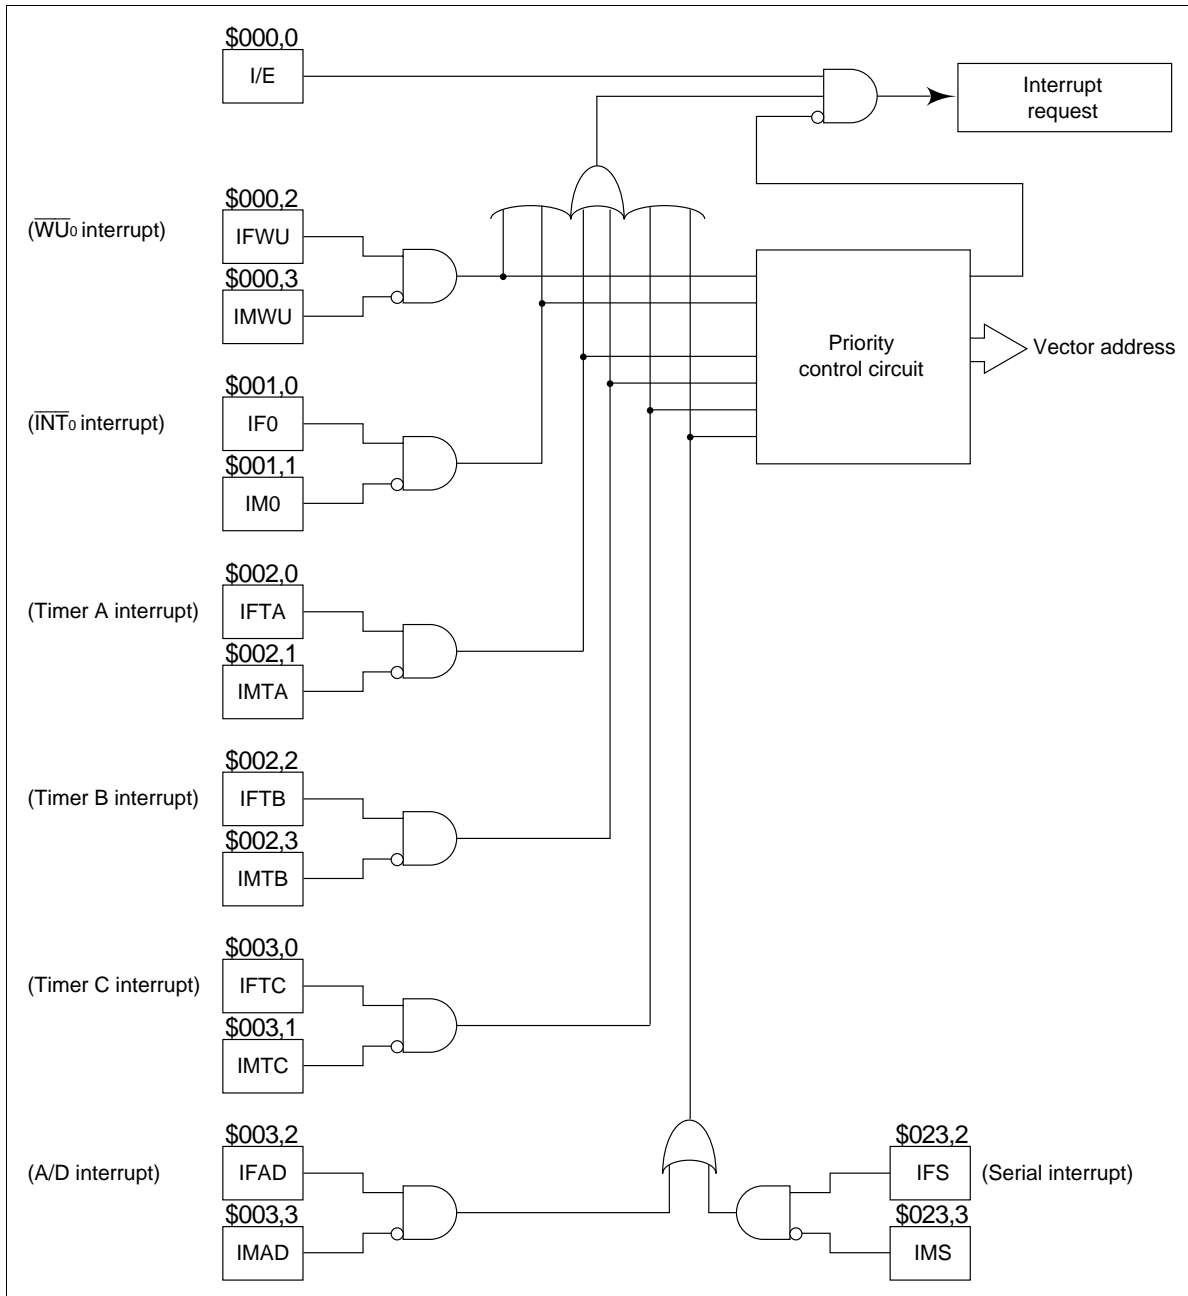 $000,0
I/E
Interrupt
request
$000,2
(WU0 interrupt)
IFWU
$000,3
IMWU
Priority
control circuit
Vector address
$001,0
(INT0 interrupt)
IF0
$001,1
IM0
$002,0
(Timer A interrupt)
IFTA
$002,1
IMTA
$002,2
(Timer B interrupt)
IFTB
$002,3
IMTB
$003,0
(Timer C interrupt)
IFTC
$003,1
IMTC
$003,2
(A/D interrupt)
IFAD
$003,3
IMAD
$023,2
IFS
(Serial interrupt)
$023,3
IMS